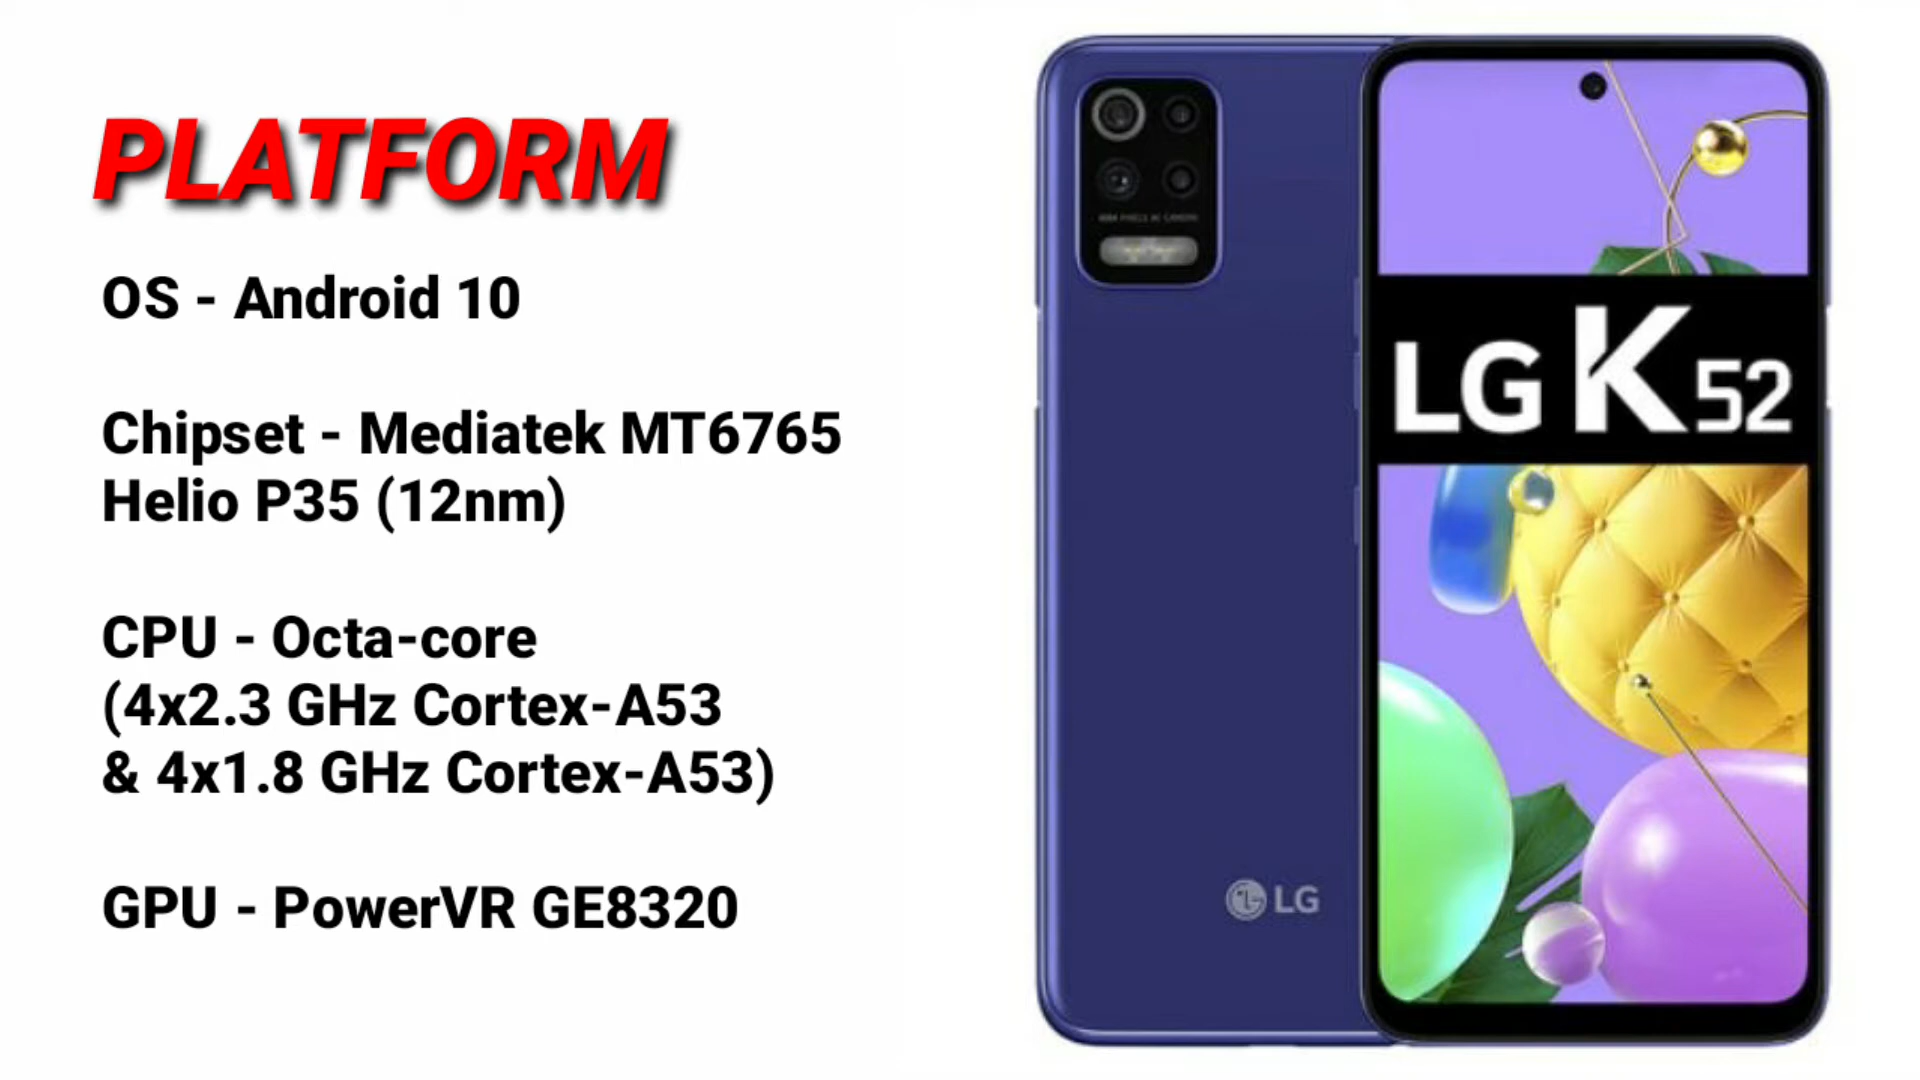 PLATFORM
OS - Android 10
Chipset - Mediatek MT6765
Helio P35 (12nm)
CPU - Octa-core
(4x2.3 GHz Cortex-A53
& 4x1.8 GHz Cortex-A53)
GPU - PowerVR GE8320
LG K52
LG